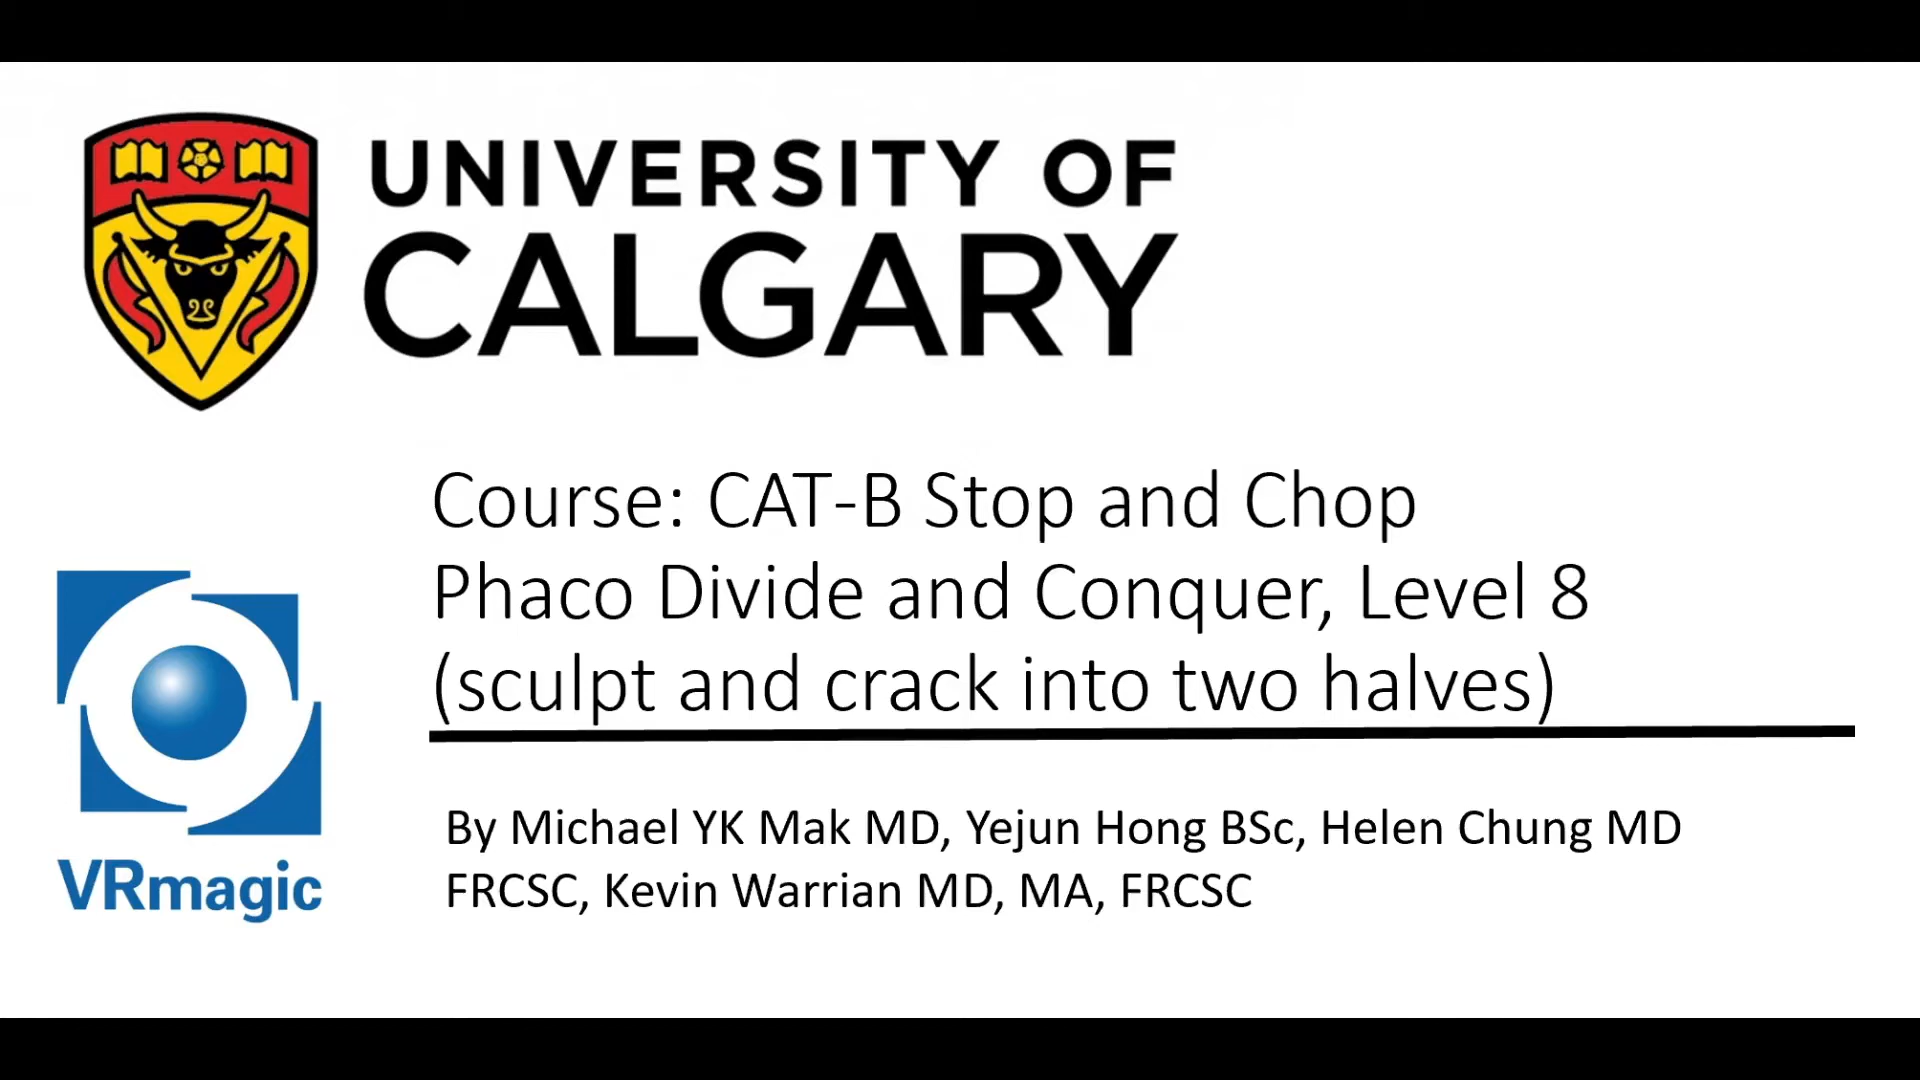 UNIVERSITY OF
CALGARY
Course: CAT-B Stop and Chop
Phaco Divide and Conquer, Level 8
(sculpt and crack into two halves)
By Michael YK Mak MD, Yejun Hong BSc, Helen Chung MD
FRCSC, Kevin Warrian MD, MA, FRCSC
VRmagic